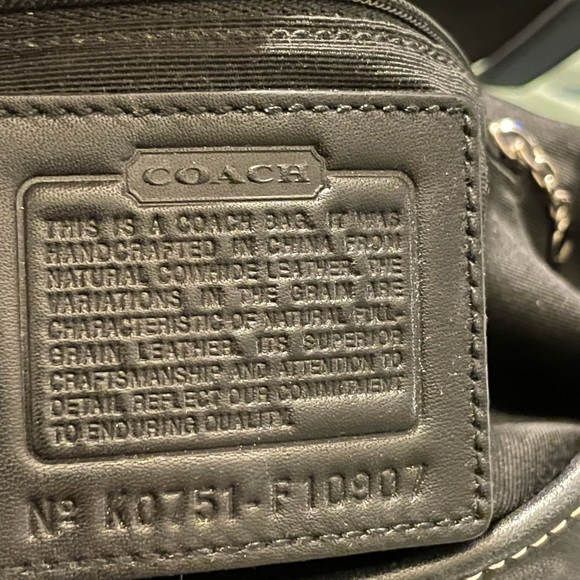 COACH
THIS IS A COACH BAG. IT WAS
HANDCRAFTED IN CHINA FROM
NATURAL COWHIDE LEATHER. THE
VARIATIONS IN THE GRAIN ARE
CHARACTERISTIC OF NATURAL FULL-
GRAIN LEATHER. ITS SUPERIOR
CRAFTSMANSHIP AND ATTENTION TO
DETAIL REFLECT OUR COMMITMENT
TO ENDURING QUALITY.
Nº K0751-F10907